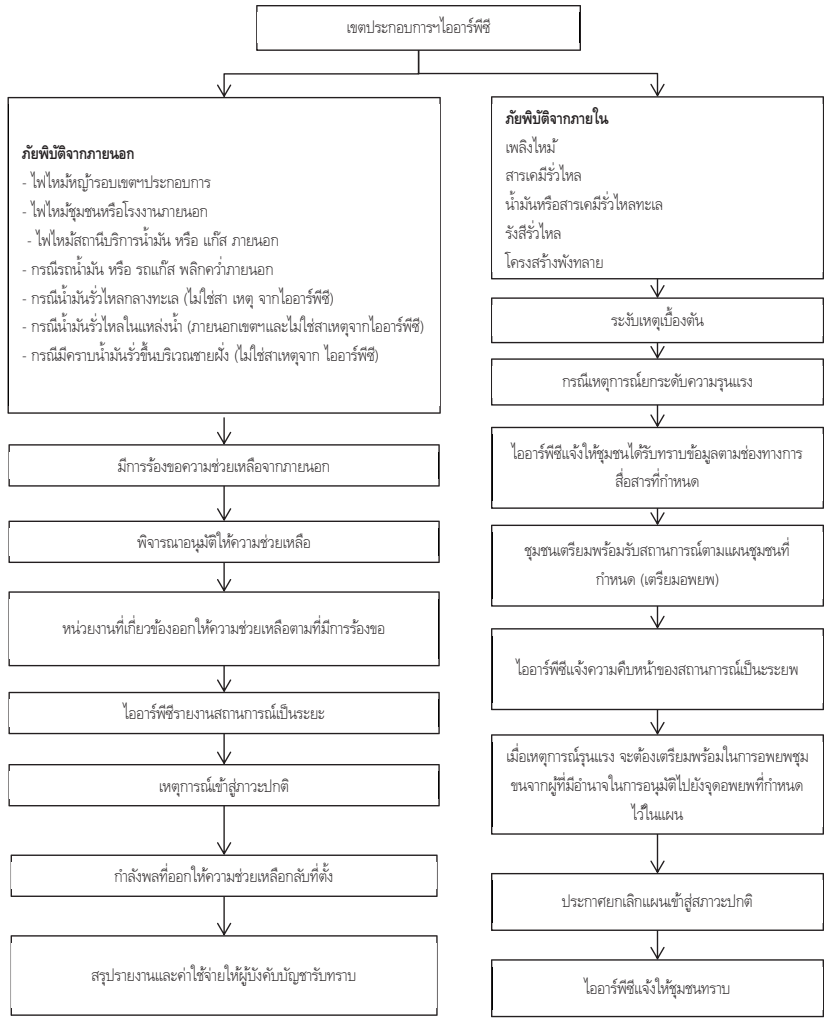 เขตประกอบการฯไออาร์พีซี
ภัยพิบัติจากภายนอก
- ไฟไหม้หญ้ารอบเขตฯประกอบการ
- ไฟไหม้ชุมชนหรือโรงงานภายนอก
- ไฟไหม้สถานีบริการน้ำมัน หรือ แก๊ส ภายนอก
- กรณีรถน้ำมัน หรือ รถแก๊ส พลิกคว่ำภายนอก
- กรณีน้ำมันรั่วไหลกลางทะเล (ไม่ใช่สา เหตุ จากไออาร์พีซี)
- กรณีน้ำมันรั่วไหลในแหล่งน้ำ (ภายนอกเขตฯและไม่ใช่สาเหตุจากไออาร์พีซี)
- กรณีมีคราบน้ำมันรั่วขึ้นบริเวณชายฝั่ง (ไม่ใช่สาเหตุจาก ไออาร์พีซี)
มีการร้องขอความช่วยเหลือจากภายนอก
พิจารณาอนุมัติให้ความช่วยเหลือ
หน่วยงานที่เกี่ยวข้องออกให้ความช่วยเหลือตามที่มีการร้องขอ
ไออาร์พีซีรายงานสถานการณ์เป็นระยะ
เหตุการณ์เข้าสู่ภาวะปกติ
กำลังพลที่ออกให้ความช่วยเหลือกลับที่ตั้ง
สรุปรายงานและค่าใช้จ่ายให้ผู้บังคับบัญชารับทราบ
ภัยพิบัติจากภายใน
เพลิงไหม้
สารเคมีรั่วไหล
น้ำมันหรือสารเคมีรั่วไหลทะเล
รังสีรั่วไหล
โครงสร้างพังทลาย
ระงับเหตุเบื้องต้น
กรณีเหตุการณ์ยกระดับความรุนแรง
ไออาร์พีซีแจ้งให้ชุมชนได้รับทราบข้อมูลตามช่องทางการ
สื่อสารที่กำหนด
ชุมชนเตรียมพร้อมรับสถานการณ์ตามแผนชุมชนที่
กำหนด (เตรียมอพยพ)
ไออาร์พีซีแจ้งความคืบหน้าของสถานการณ์เป็นะระยพ
เมื่อเหตุการณ์รุนแรง จะต้องเตรียมพร้อมในการอพยพชุม
ชนจากผู้ที่มีอำนาจในการอนุมัติไปยังจุดอพยพที่กำหนด
ไว้ในแผน
ประกาศยกเลิกแผนเข้าสู่สภาวะปกติ
ไออาร์พีซีแจ้งให้ชุมชนทราบ